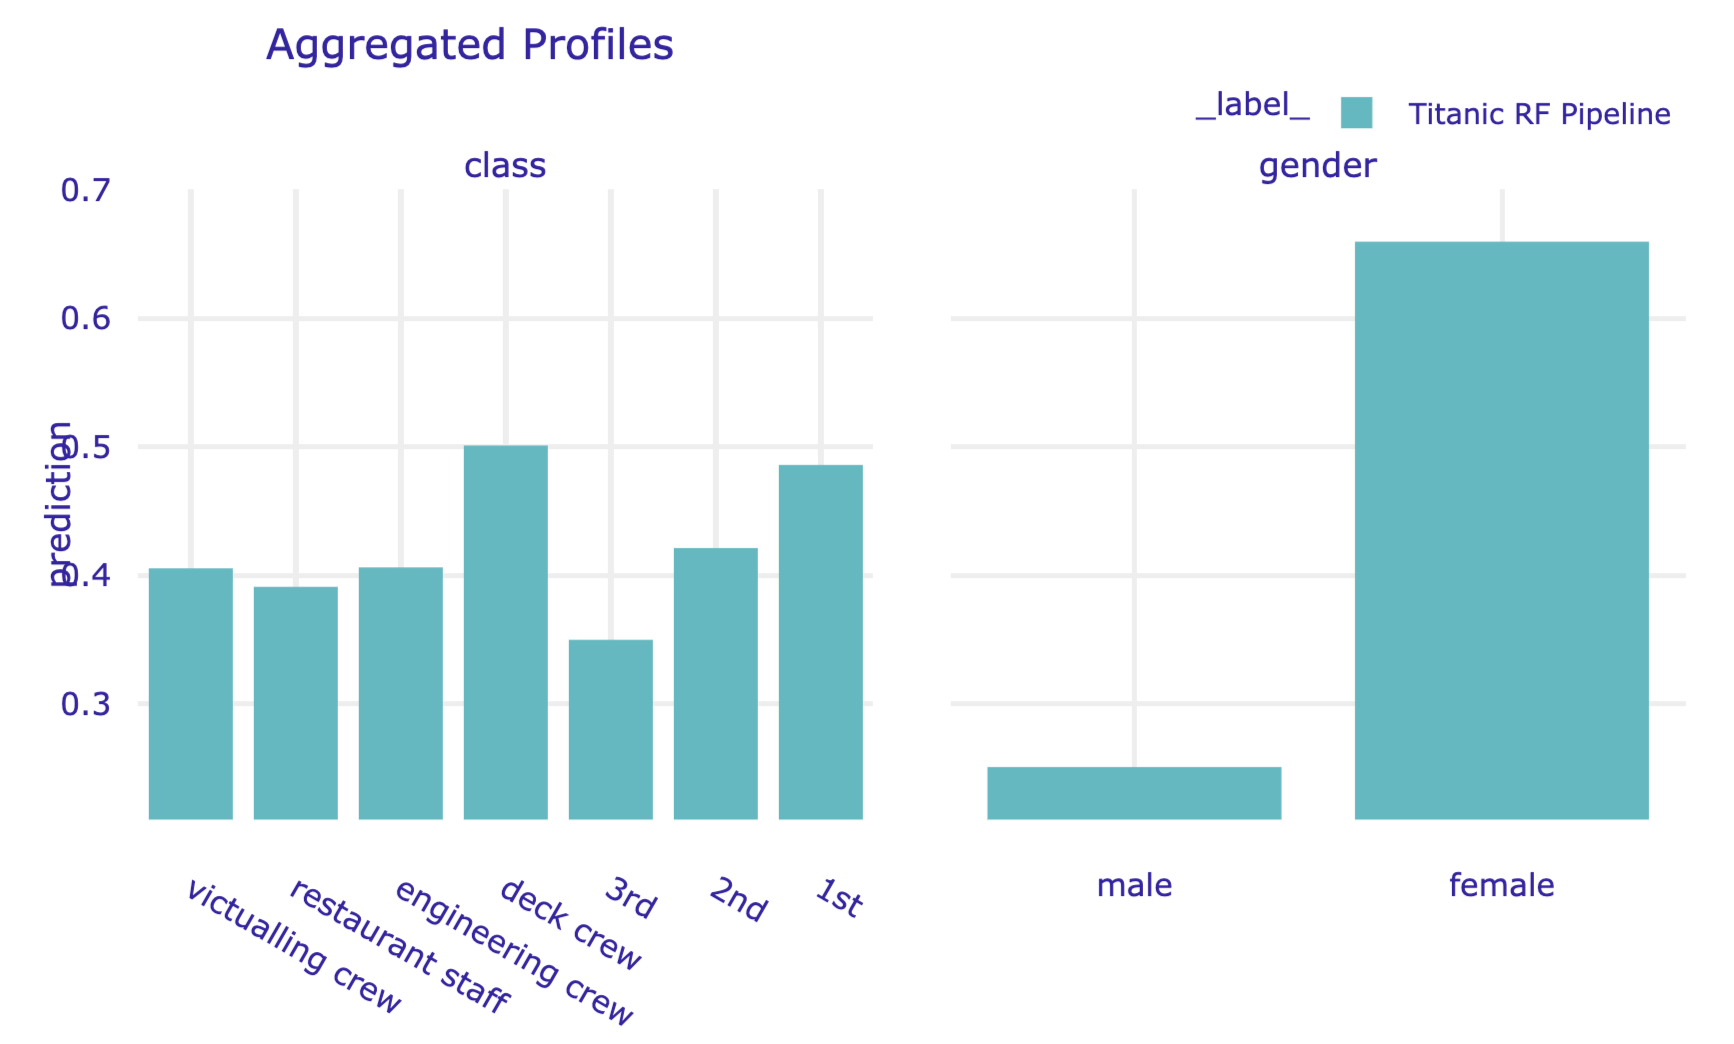 Aggregated Profiles
_label_
Titanic RF Pipeline
class
gender
0.7
0.6
0.5
0.4
0.3
prediction
victualling crew
restaurant staff
engineering crew
deck crew
3rd
2nd
1st
male
female